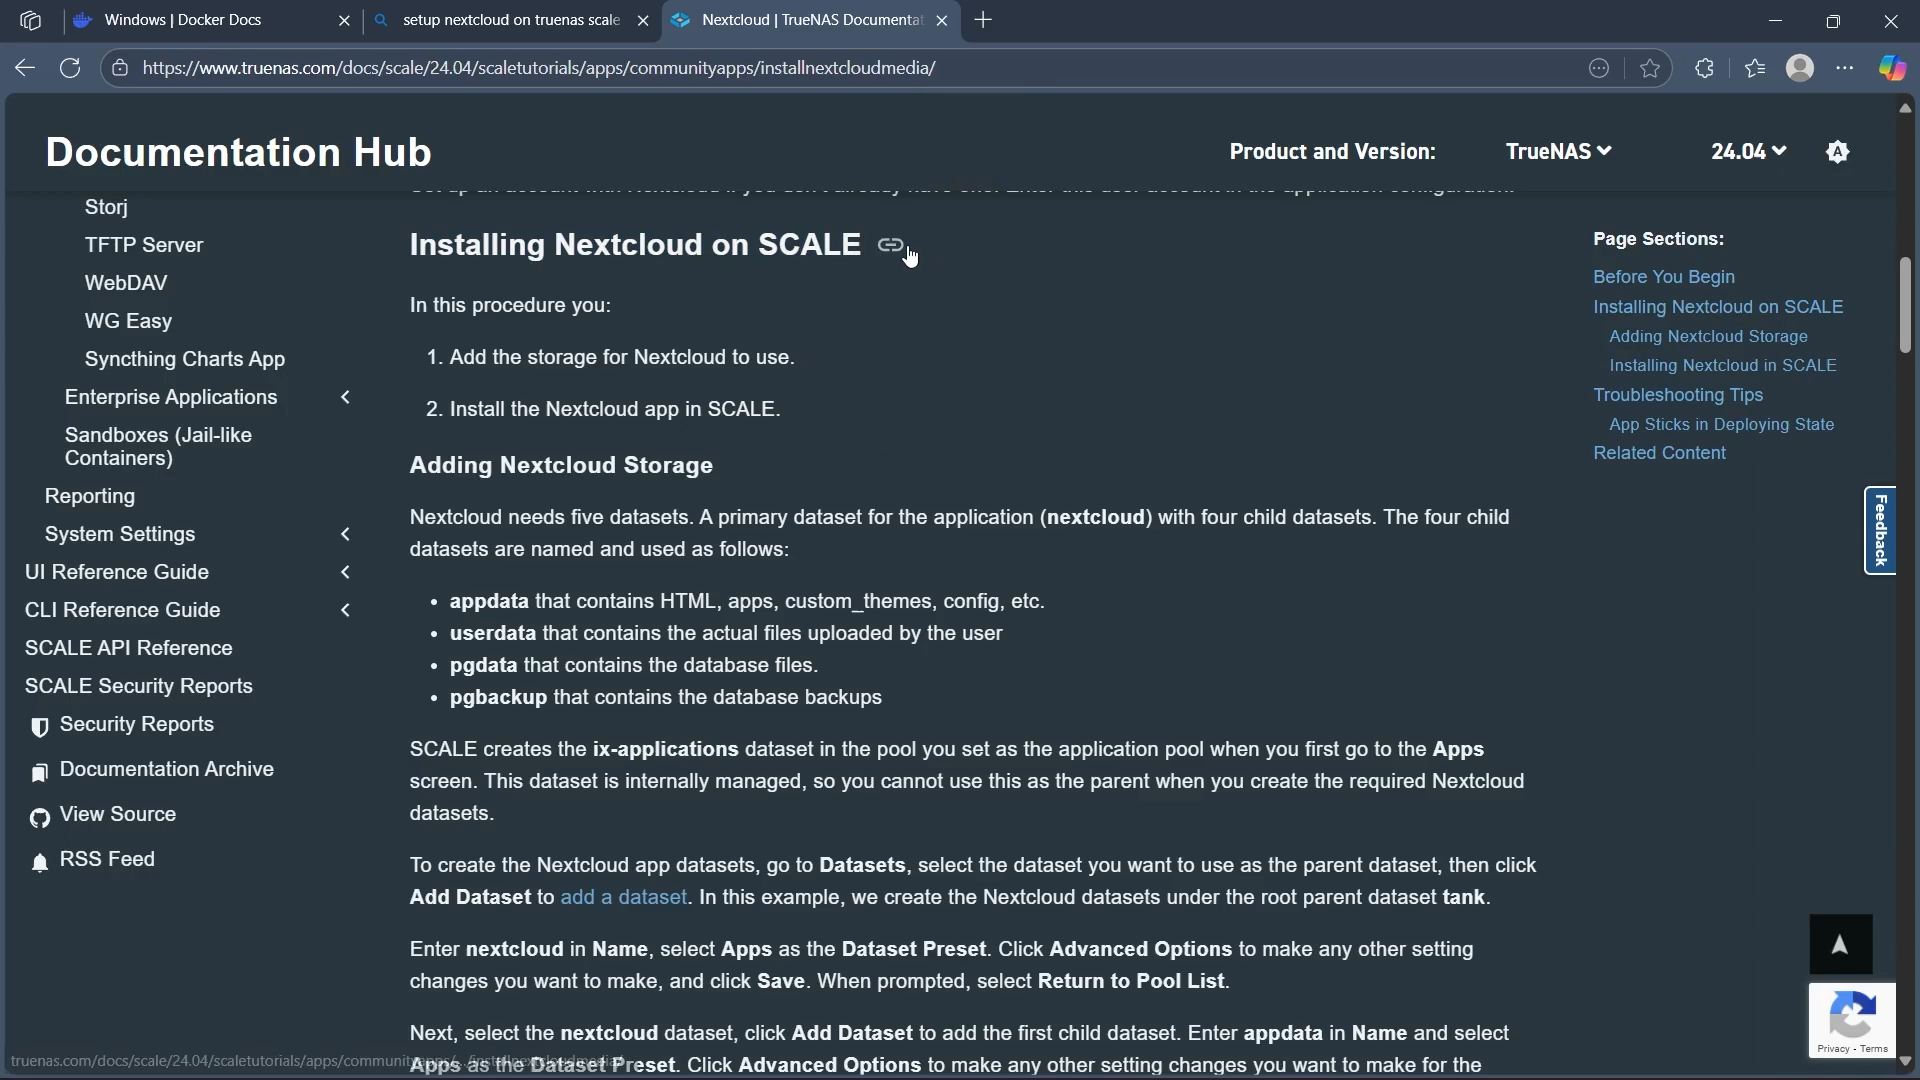 Windows | Docker Docs
setup nextcloud on truenas scale
Nextcloud | TrueNAS Documentat
https://www.truenas.com/docs/scale/24.04/scaletutorials/apps/communityapps/installnextcloudmedia/
Documentation Hub
Product and Version:
TrueNAS
24.04
Storj
TFTP Server
WebDAV
WG Easy
Syncthing Charts App
Enterprise Applications
Sandboxes (Jail-like
Containers)
Reporting
System Settings
UI Reference Guide
CLI Reference Guide
SCALE API Reference
SCALE Security Reports
Security Reports
Documentation Archive
View Source
RSS Feed
Installing Nextcloud on SCALE
In this procedure you:
1. Add the storage for Nextcloud to use.
2. Install the Nextcloud app in SCALE.
Adding Nextcloud Storage
Nextcloud needs five datasets. A primary dataset for the application (nextcloud) with four child datasets. The four child
datasets are named and used as follows:
• appdata that contains HTML, apps, custom_themes, config, etc.
• userdata that contains the actual files uploaded by the user
• pgdata that contains the database files.
• pgbackup that contains the database backups
SCALE creates the ix-applications dataset in the pool you set as the application pool when you first go to the Apps
screen. This dataset is internally managed, so you cannot use this as the parent when you create the required Nextcloud
datasets.
To create the Nextcloud app datasets, go to Datasets, select the dataset you want to use as the parent dataset, then click
Add Dataset to add a dataset. In this example, we create the Nextcloud datasets under the root parent dataset tank.
Enter nextcloud in Name, select Apps as the Dataset Preset. Click Advanced Options to make any other setting
changes you want to make, and click Save. When prompted, select Return to Pool List.
Next, select the nextcloud dataset, click Add Dataset to add the first child dataset. Enter appdata in Name and select
Apps as the Dataset Preset. Click Advanced Options to make any other setting changes you want to make for the
Page Sections:
Before You Begin
Installing Nextcloud on SCALE
Adding Nextcloud Storage
Installing Nextcloud in SCALE
Troubleshooting Tips
App Sticks in Deploying State
Related Content
Feedback
Privacy - Terms